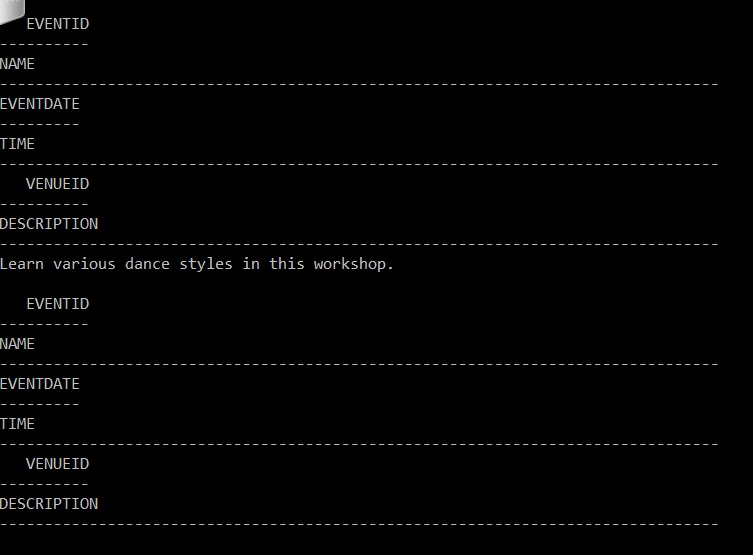 EVENTID
----------
NAME
--------------------------------------------------------------------------------
EVENTDATE
---------
TIME
--------------------------------------------------------------------------------
VENUEID
----------
DESCRIPTION
--------------------------------------------------------------------------------
Learn various dance styles in this workshop.
EVENTID
----------
NAME
--------------------------------------------------------------------------------
EVENTDATE
---------
TIME
--------------------------------------------------------------------------------
VENUEID
----------
DESCRIPTION
--------------------------------------------------------------------------------